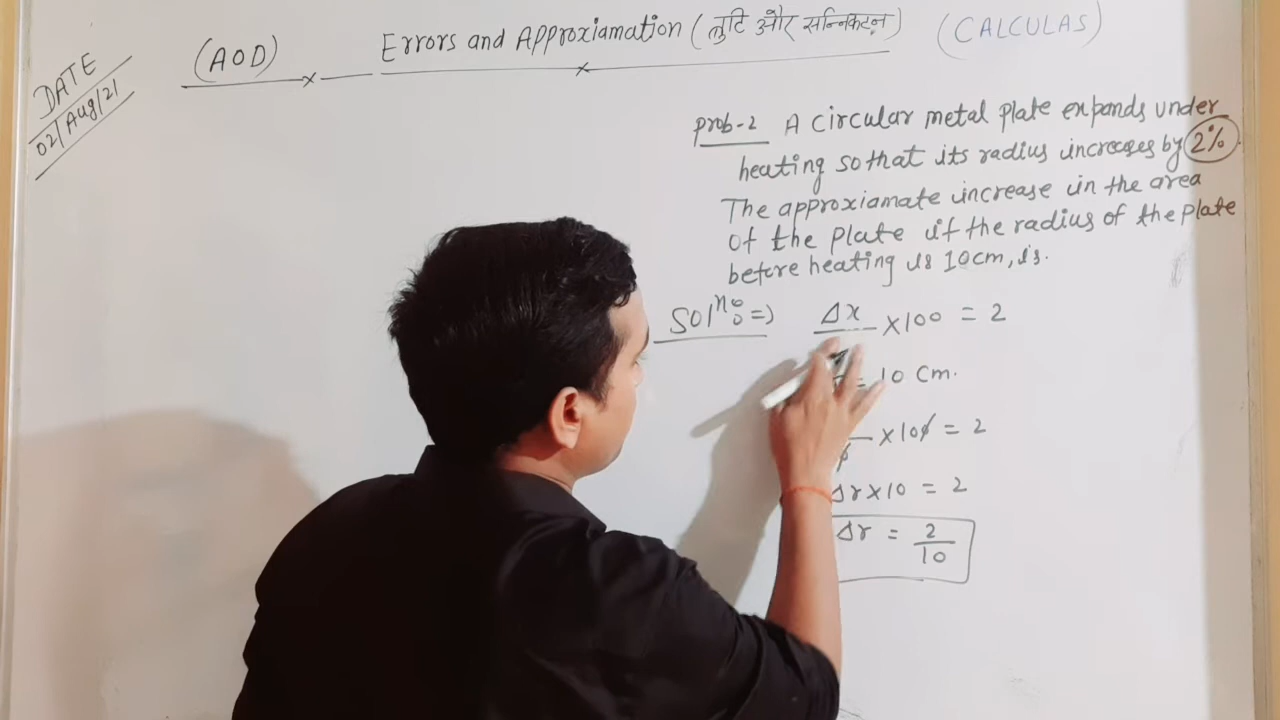 DATE
02/Aug/21
(AOD) Errors and Approxiamation (त्रुटि और सन्निकटन) (CALCULAS)
Prob-2 A circular metal plate expands under
heating so that its radius increases by 2%.
The approxiamate increase in the area
of the plate if the radius of the plate
before heating is 10cm, is.
Solnº => Δx ×100 = 2
= 10 Cm.
×100 = 2
Δr×10 = 2
Δr = 2/10